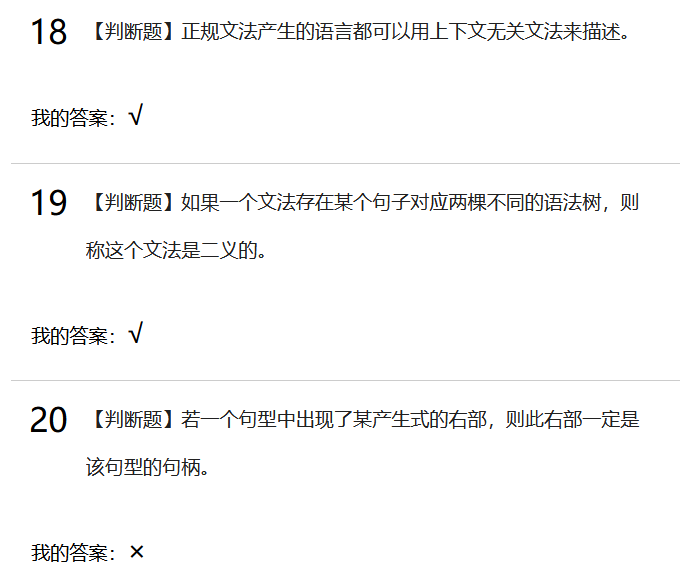 18 【判断题】正规文法产生的语言都可以用上下文无关文法来描述。
我的答案：√
19 【判断题】如果一个文法存在某个句子对应两棵不同的语法树，则
称这个文法是二义的。
我的答案：√
20 【判断题】若一个句型中出现了某产生式的右部，则此右部一定是
该句型的句柄。
我的答案：×